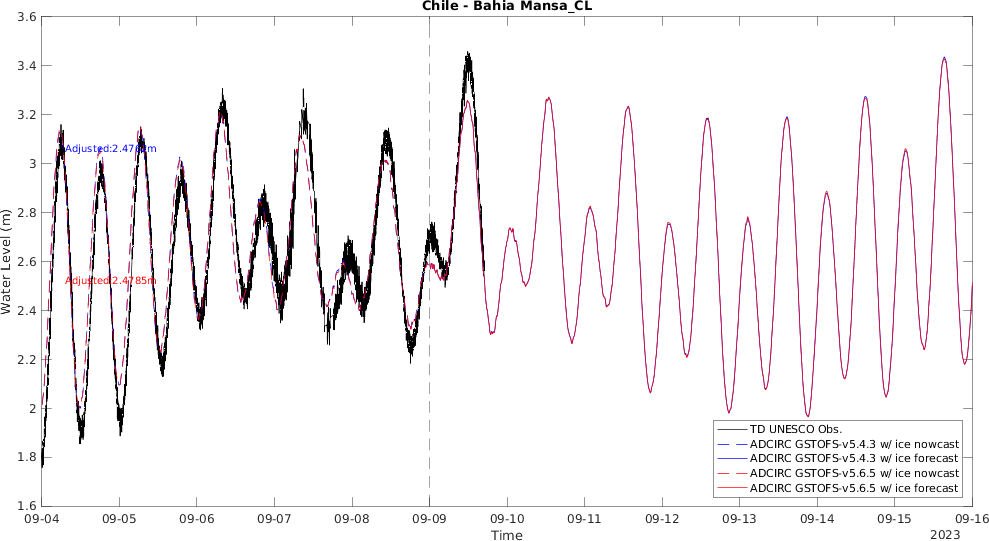 Chile - Bahia Mansa_CL
Water Level (m)
3.6
3.4
3.2
3
2.8
2.6
2.4
2.2
2
1.8
1.6
Adjusted:2.4785m
TD UNESCO Obs.
ADCIRC GSTOFS-v5.4.3 w/ ice nowcast
ADCIRC GSTOFS-v5.4.3 w/ ice forecast
ADCIRC GSTOFS-v5.6.5 w/ ice nowcast
ADCIRC GSTOFS-v5.6.5 w/ ice forecast
09-04 09-05 09-06 09-07 09-08 09-09 09-10 09-11 09-12 09-13 09-14 09-15 09-16
Time
2023